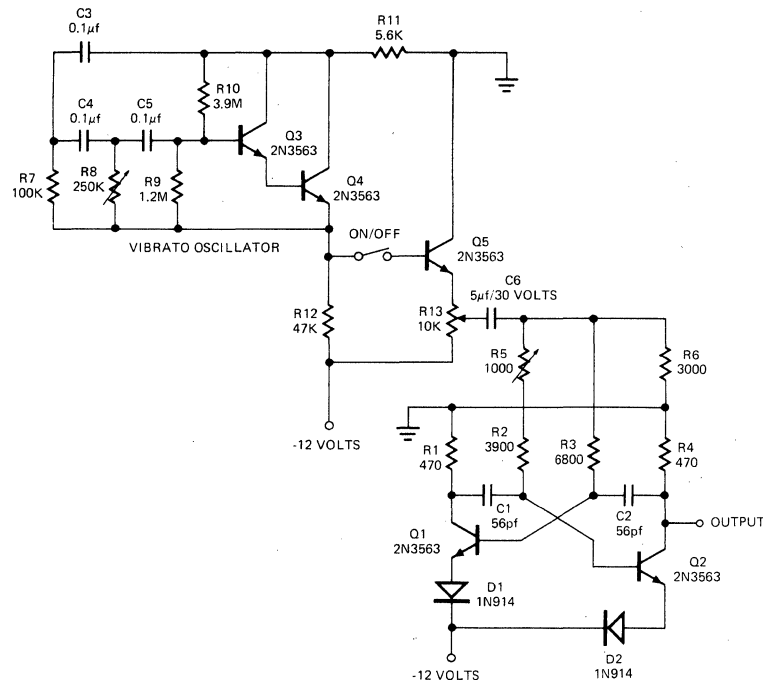 C3
0.1µf
R11
5.6K
R10
3.9M
C4
0.1µf
C5
0.1µf
Q3
2N3563
R7
100K
R8
250K
R9
1.2M
Q4
2N3563
VIBRATO OSCILLATOR
ON/OFF
Q5
2N3563
C6
5µf/30 VOLTS
R12
47K
R13
10K
R5
1000
R6
3000
-12 VOLTS
R1
470
R2
3900
R3
6800
R4
470
C1
56pf
C2
56pf
OUTPUT
Q1
2N3563
Q2
2N3563
D1
1N914
D2
1N914
-12 VOLTS